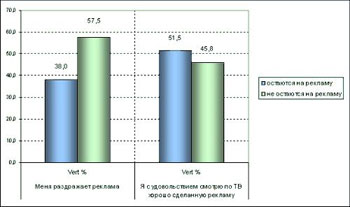 70,0
60,0
50,0
40,0
30,0
20,0
10,0
0,0
38,0
57,5
51,5
45,8
Vert %
Vert %
Меня раздражает реклама
Я с удовольствием смотрю по ТВ
хорошо сделанную рекламу
остаются на рекламу
не остаются на рекламу